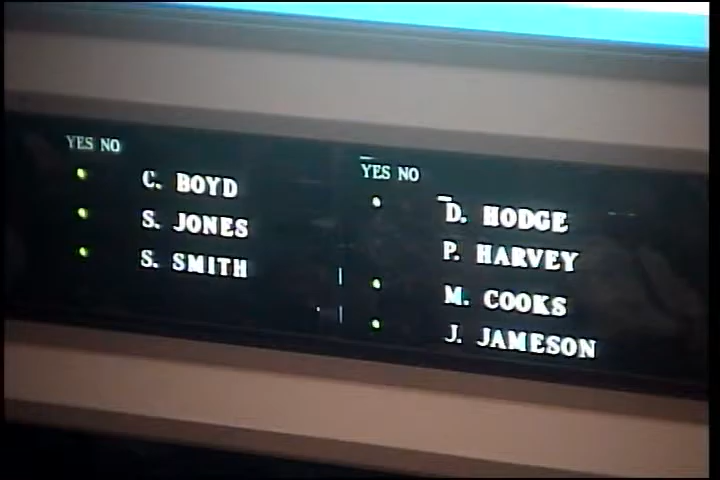 YES NO
C. BOYD
S. JONES
S. SMITH
YES NO
D. HODGE
P. HARVEY
M. COOKS
J. JAMESON